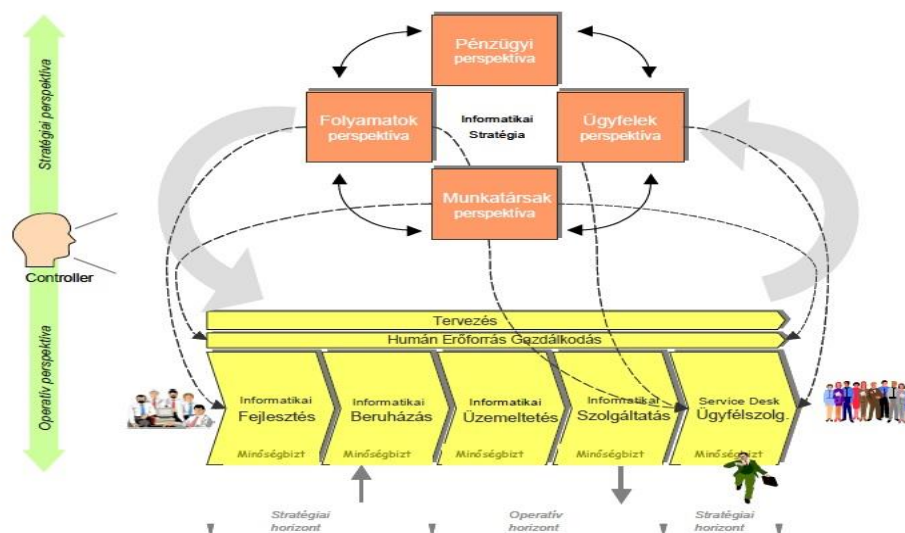 Stratégiai perspektíva
Pénzügyi
perspektíva
Folyamatok
perspektíva
Informatikai
Stratégia
Ügyfelek
perspektíva
Munkatársak
perspektíva
Controller
Operatív perspektíva
Tervezés
Humán Erőforrás Gazdálkodás
Informatikai
Fejlesztés
Minőségbizt
Informatikai
Beruházás
Minőségbizt
Informatikai
Üzemeltetés
Minőségbizt
Informatikai
Szolgáltatás
Minőségbizt
Service Desk
Ügyfélszolg.
Minőségbizt
Stratégiai
horizont
Operatív
horizont
Stratégiai
horizont